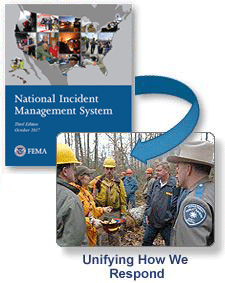 National Incident
Management System
Third Edition
October 2017
FEMA
Unifying How We
Respond